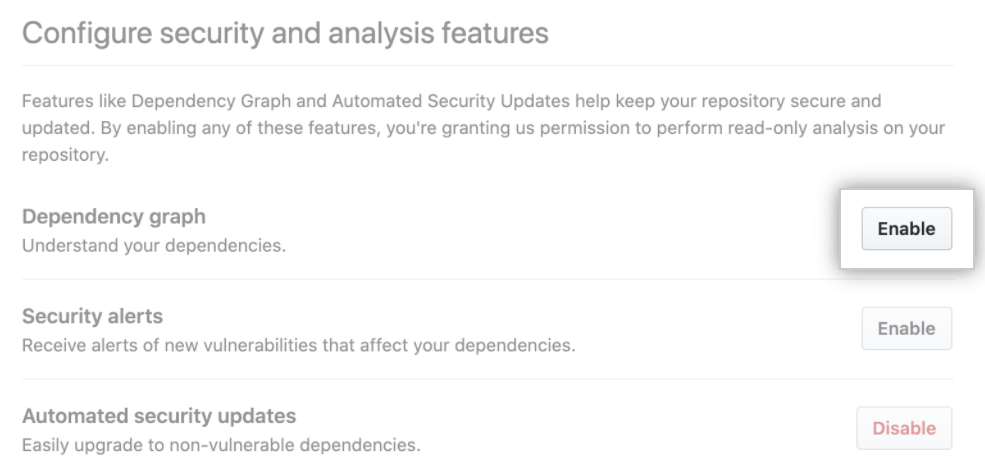 Configure security and analysis features
Features like Dependency Graph and Automated Security Updates help keep your repository secure and
updated. By enabling any of these features, you're granting us permission to perform read-only analysis on your
repository.
Dependency graph
Understand your dependencies.
Enable
Security alerts
Receive alerts of new vulnerabilities that affect your dependencies.
Enable
Automated security updates
Easily upgrade to non-vulnerable dependencies.
Disable